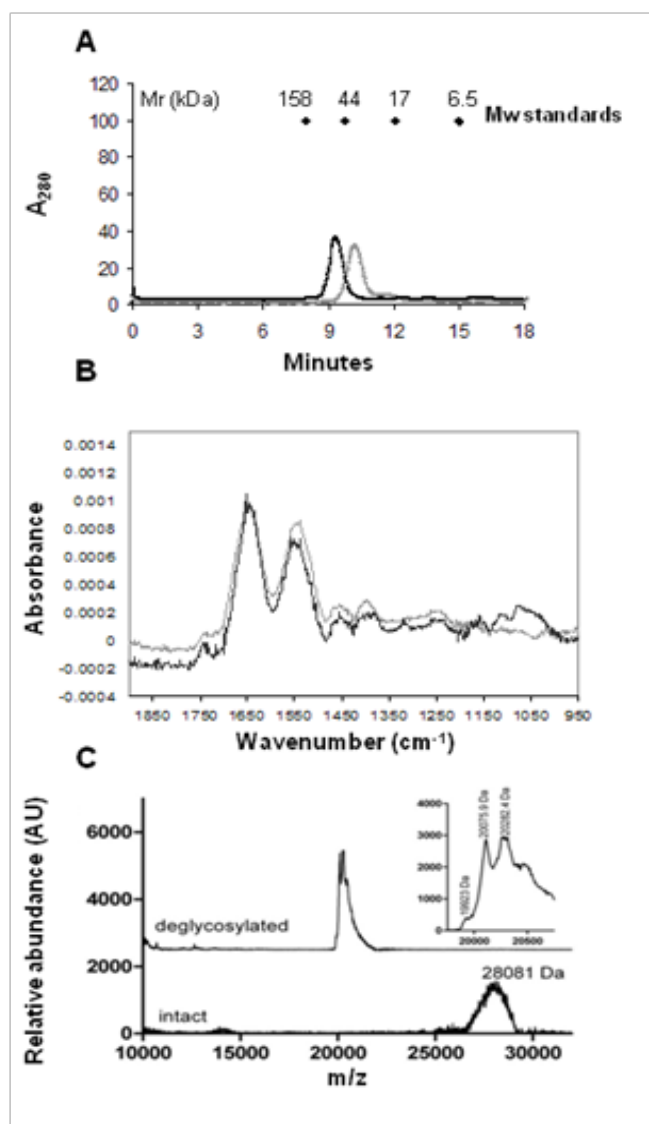 A
120
100
80
60
40
20
0
Mr (kDa) 158 44 17 6.5 Mw standards
A280
0 3 6 9 12 15 18
Minutes
B
0.0014
0.0012
0.001
0.0008
0.0006
0.0004
0.0002
0
-0.0002
-0.0004
Absorbance
1850 1750 1650 1550 1450 1350 1250 1150 1050 950
Wavenumber (cm⁻¹)
C
Relative abundance (AU)
6000
4000
2000
0
deglycosylated
intact
28081 Da
4000
3000
2000
1000
0
19923 Da
20075.9 Da
20282.4 Da
20000 20500
10000 15000 20000 25000 30000
m/z